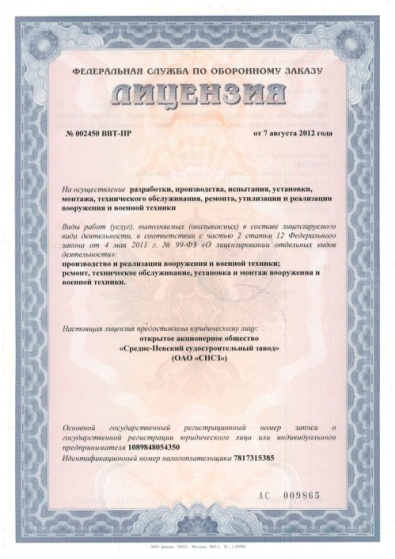 ФЕДЕРАЛЬНАЯ СЛУЖБА ПО ОБОРОННОМУ ЗАКАЗУ
ЛИЦЕНЗИЯ
№ 002450 ВВТ-ПР от 7 августа 2012 года
На осуществление разработки, производства, испытания, установки,
монтажа, технического обслуживания, ремонта, утилизации и реализации
вооружения и военной техники
Виды работ (услуг), выполняемых (оказываемых) в составе лицензируемого
вида деятельности, в соответствии с частью 2 статьи 12 Федерального
закона от 4 мая 2011 г. № 99-ФЗ «О лицензировании отдельных видов
деятельности»:
производство и реализация вооружения и военной техники;
ремонт, техническое обслуживание, установка и монтаж вооружения и
военной техники.
Настоящая лицензия предоставлена юридическому лицу:
открытое акционерное общество
«Средне-Невский судостроительный завод»
(ОАО «СНСЗ»)
Основной государственный регистрационный номер записи о
государственной регистрации юридического лица или индивидуального
предпринимателя 1089848054350
Идентификационный номер налогоплательщика 7817315385
АС 009865